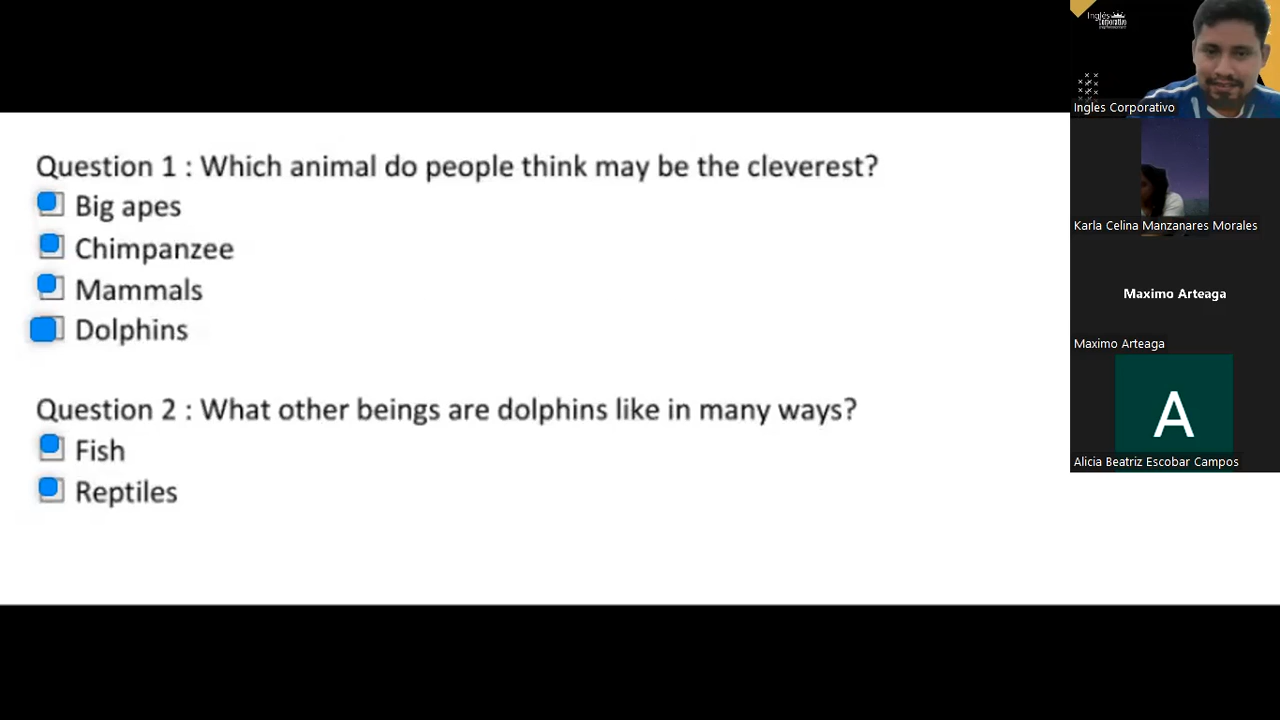 Question 1 : Which animal do people think may be the cleverest?
Big apes
Chimpanzee
Mammals
Dolphins
Question 2 : What other beings are dolphins like in many ways?
Fish
Reptiles
Inglés
Corporativo
Ingles Corporativo
Karla Celina Manzanares Morales
Maximo Arteaga
Maximo Arteaga
A
Alicia Beatriz Escobar Campos